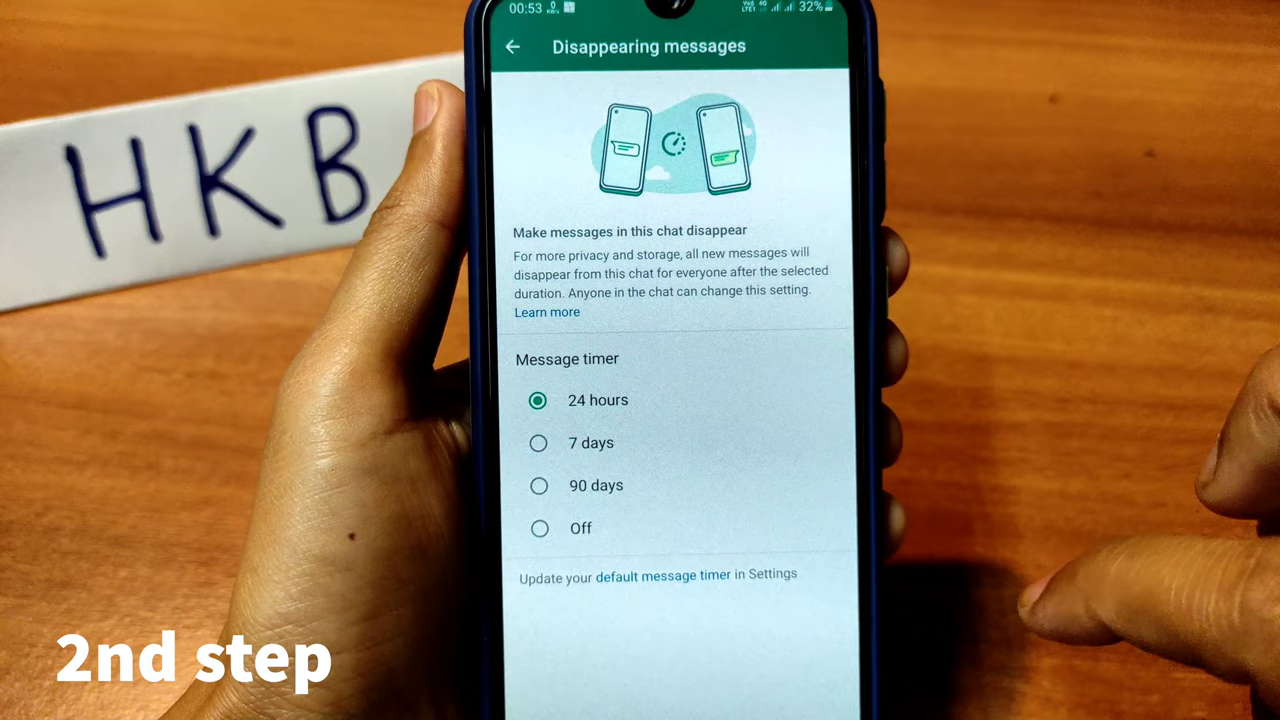 00:53
32%
Disappearing messages
HKB
Make messages in this chat disappear
For more privacy and storage, all new messages will
disappear from this chat for everyone after the selected
duration. Anyone in the chat can change this setting.
Learn more
Message timer
24 hours
7 days
90 days
Off
Update your default message timer in Settings
2nd step